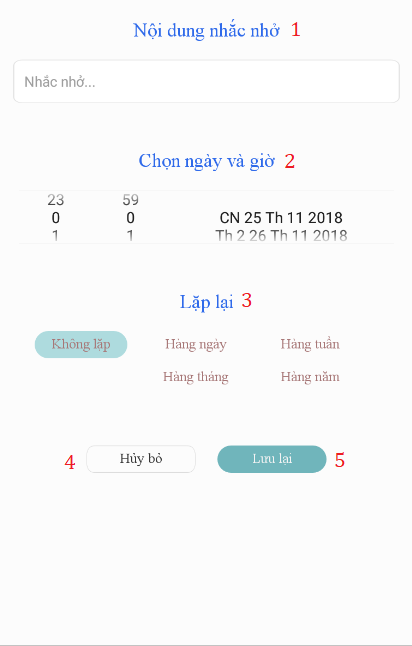 Nội dung nhắc nhở 1
Nhắc nhở...
Chọn ngày và giờ 2
23 59
0 0 CN 25 Th 11 2018
1 1 Th 2 26 Th 11 2018
Lặp lại 3
Không lặp Hàng ngày Hàng tuần
Hàng tháng Hàng năm
4 Hủy bỏ Lưu lại 5